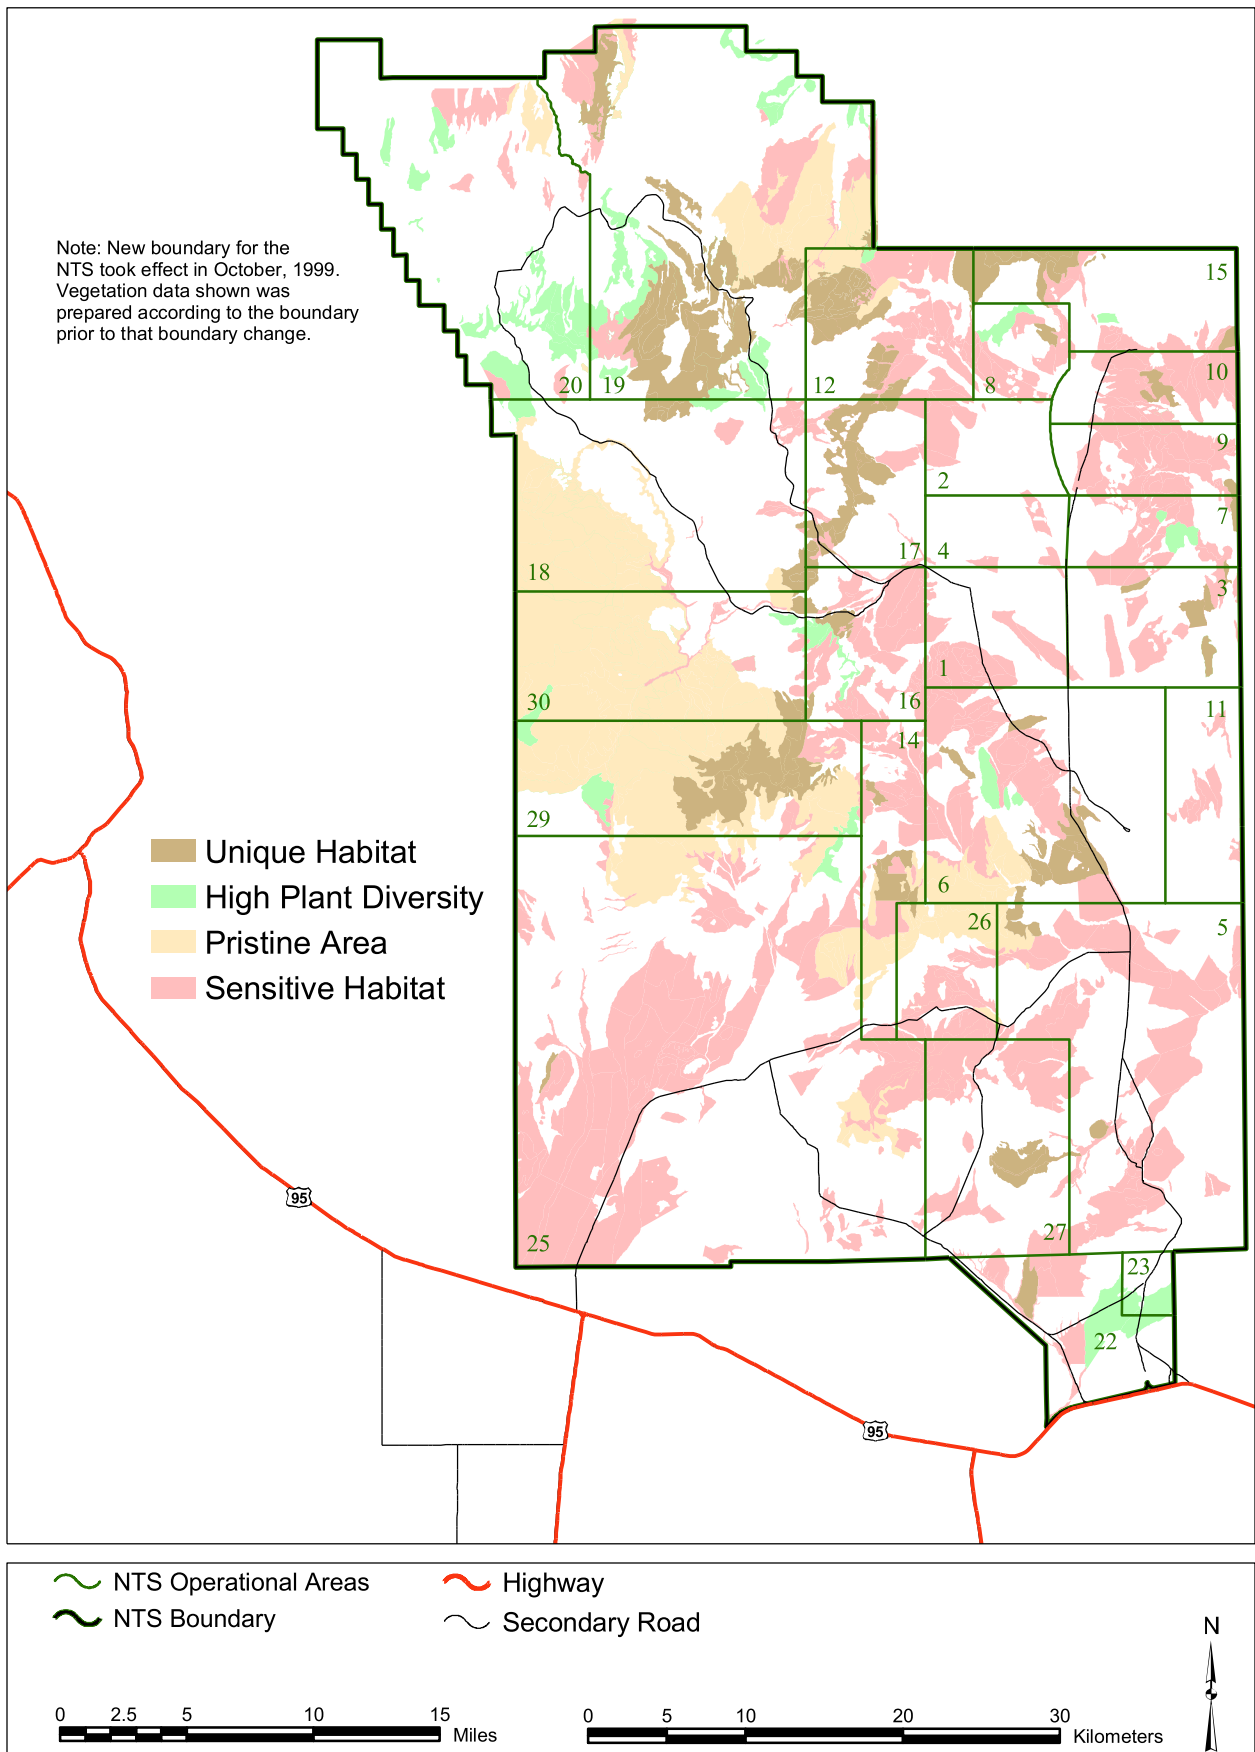 Note: New boundary for the
NTS took effect in October, 1999.
Vegetation data shown was
prepared according to the boundary
prior to that boundary change.
15
20
19
12
8
10
9
2
7
18
17
4
3
1
30
16
11
14
29
6
26
5
25
27
23
22
Unique Habitat
High Plant Diversity
Pristine Area
Sensitive Habitat
95
95
NTS Operational Areas
NTS Boundary
Highway
Secondary Road
N
0 2.5 5 10 15
Miles
0 5 10 20 30
Kilometers